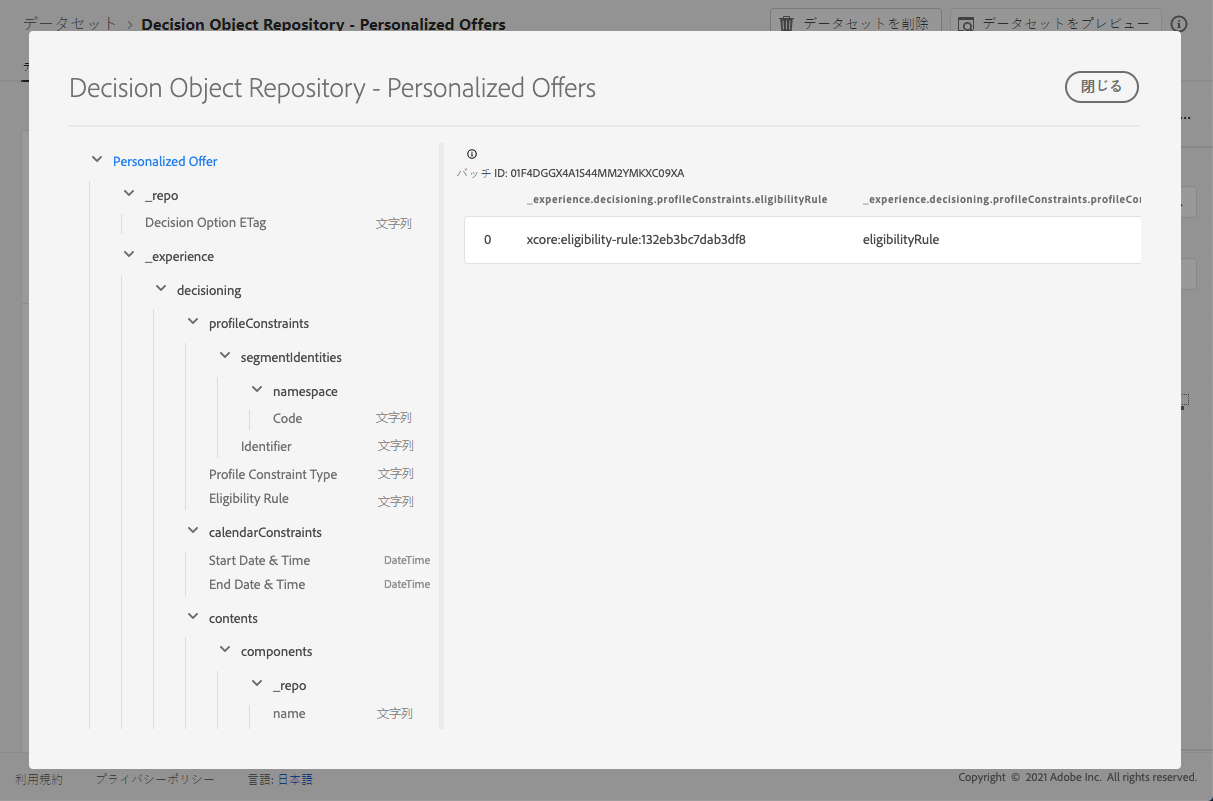 データセット > Decision Object Repository - Personalized Offers
データセットを削除
データセットをプレビュー
Decision Object Repository - Personalized Offers
閉じる
Personalized Offer
_repo
Decision Option ETag 文字列
_experience
decisioning
profileConstraints
segmentIdentities
namespace
Code 文字列
Identifier 文字列
Profile Constraint Type 文字列
Eligibility Rule 文字列
calendarConstraints
Start Date & Time DateTime
End Date & Time DateTime
contents
components
_repo
name 文字列
バッチ ID: 01F4DGGX4A1S44MM2YMKXC09XA
_experience.decisioning.profileConstraints.eligibilityRule _experience.decisioning.profileConstraints.profileCon
0 xcore:eligibility-rule:132eb3bc7dab3df8 eligibilityRule
利用規約 プライバシーポリシー 言語: 日本語
Copyright © 2021 Adobe Inc. All rights reserved.